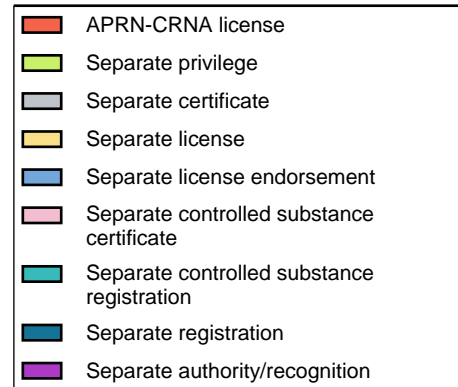 APRN-CRNA license
Separate privilege
Separate certificate
Separate license
Separate license endorsement
Separate controlled substance
certificate
Separate controlled substance
registration
Separate registration
Separate authority/recognition